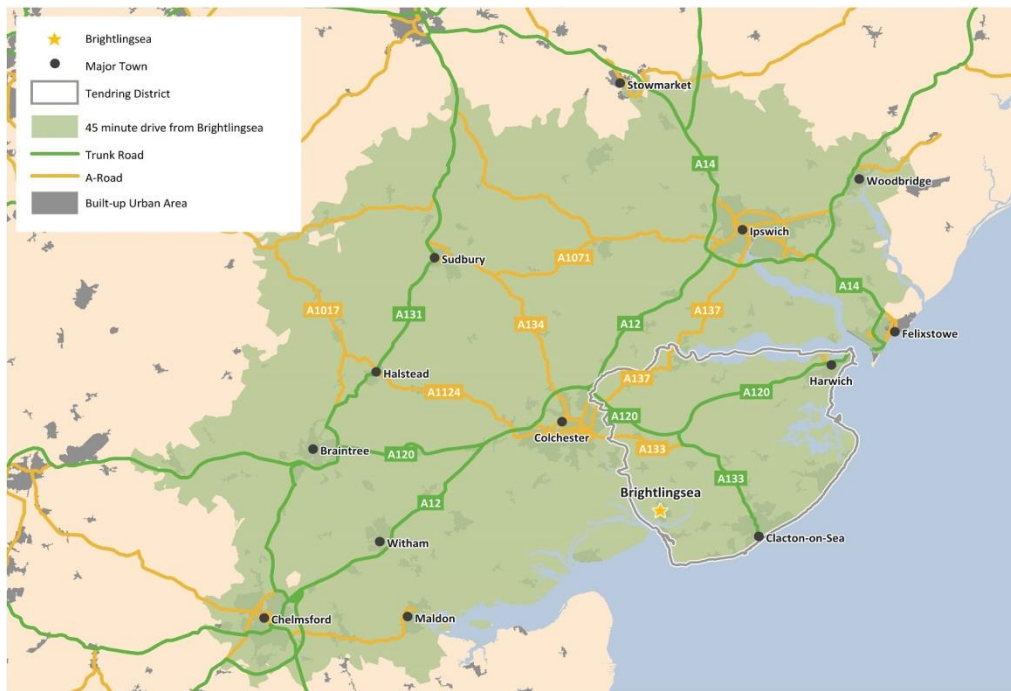 Brightlingsea
Major Town
Tendring District
45 minute drive from Brightlingsea
Trunk Road
A-Road
Built-up Urban Area
Stowmarket
A14
Woodbridge
Ipswich
Sudbury
A1071
A14
A1017
A131
A134
A12
A137
Felixstowe
Halstead
A137
Harwich
A1124
A120
A120
Colchester
Braintree
A120
A133
A133
A12
Brightlingsea
Clacton-on-Sea
Witham
Chelmsford
Maldon